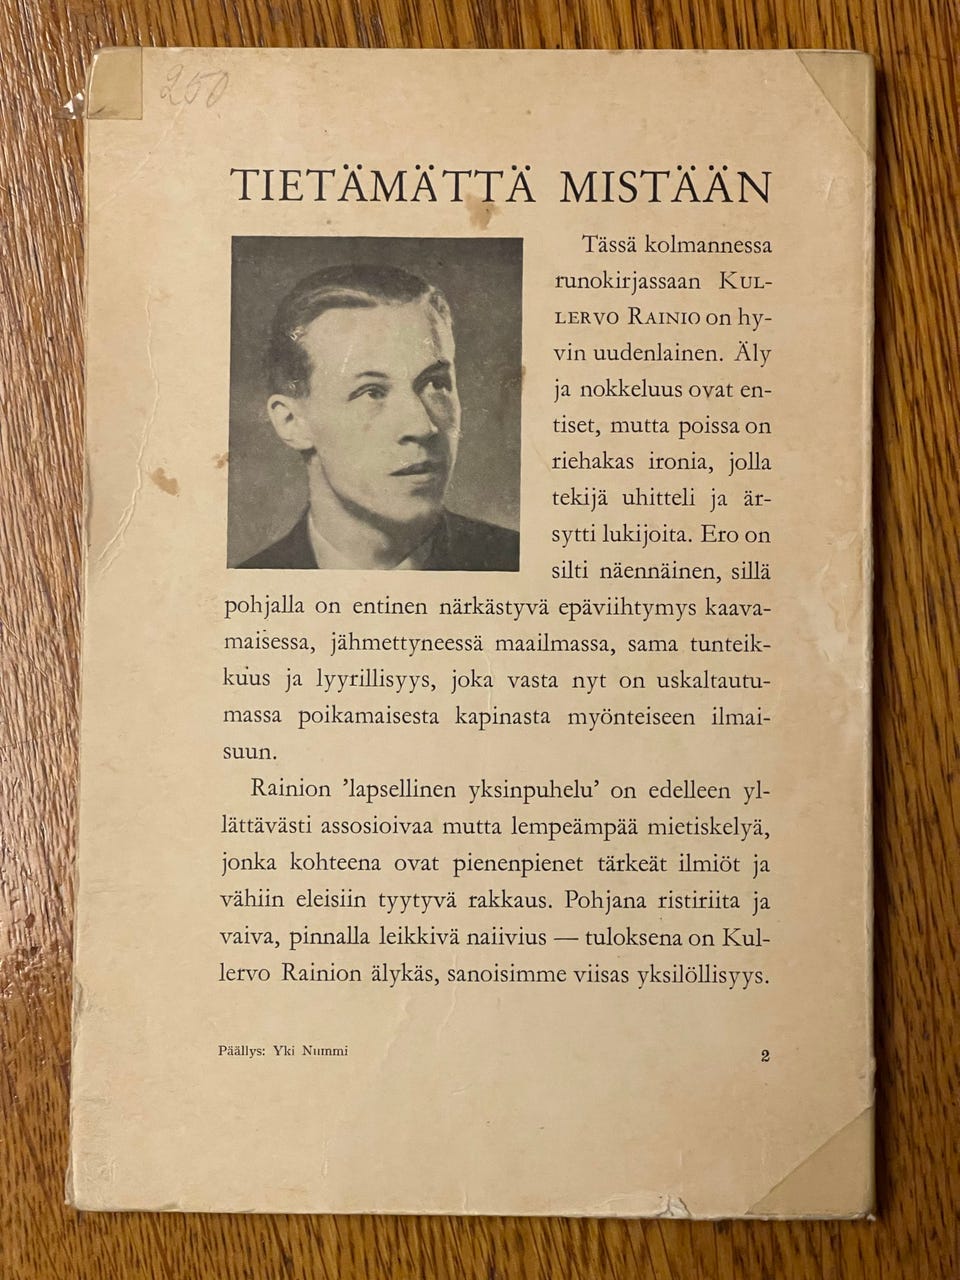 250
TIETÄMÄTTÄ MISTÄÄN
Tässä kolmannessa
runokirjassaan KUL-
LERVO RAINIO on hy-
vin uudenlainen. Äly
ja nokkeluus ovat en-
tiset, mutta poissa on
riehakas ironia, jolla
tekijä uhitteli ja är-
sytti lukijoita. Ero on
silti näennäinen, sillä
pohjalla on entinen närkästyvä epäviihtymys kaava-
maisessa, jähmettyneessä maailmassa, sama tunteik-
kuus ja lyyrillisyys, joka vasta nyt on uskaltautu-
massa poikamaisesta kapinasta myönteiseen ilmai-
suun.
Rainion ’lapsellinen yksinpuhelu’ on edelleen yl-
lättävästi assosioivaa mutta lempeämpää mietiskelyä,
jonka kohteena ovat pienenpienet tärkeät ilmiöt ja
vähiin eleisiin tyytyvä rakkaus. Pohjana ristiriita ja
vaiva, pinnalla leikkivä naiivius — tuloksena on Kul-
lervo Rainion älykäs, sanoisimme viisas yksilöllisyys.
Päällys: Yki Nummi
2